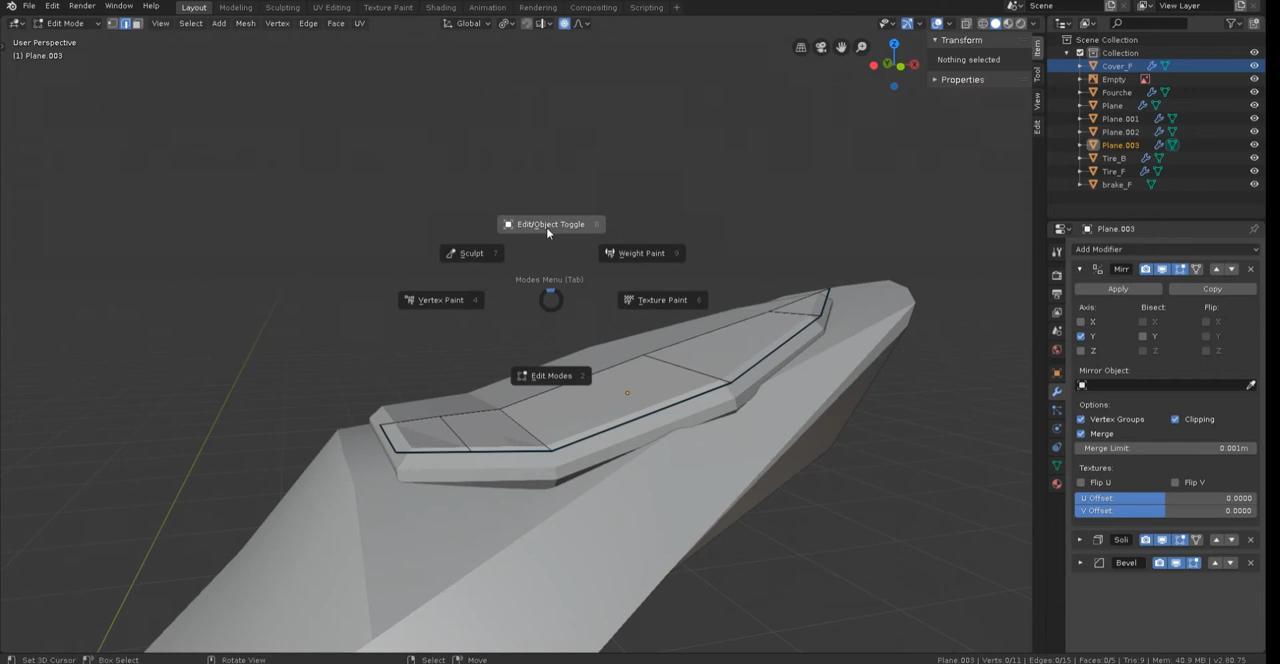 File Edit Render Window Help Layout Modeling Sculpting UV Editing Texture Paint Shading Animation Rendering Compositing Scripting + Scene View Layer
Edit Mode View Select Add Mesh Vertex Edge Face UV Global
User Perspective
(1) Plane.003
Transform
Nothing selected
Properties
Item
Tool
View
Edit
Z
Y
X
Scene Collection
Collection
Cover_F
Empty
Fourche
Plane
Plane.001
Plane.002
Plane.003
Tire_B
Tire_F
brake_F
Edit/Object Toggle 8
Sculpt 7
Weight Paint 9
Modes Menu (Tab)
Vertex Paint 4
Texture Paint 6
Edit Modes 2
Plane.003
Add Modifier
Mirr
Apply Copy
Axis: Bisect: Flip:
X X X
Y Y Y
Z Z Z
Mirror Object:
Options:
Vertex Groups Clipping
Merge
Merge Limit: 0.001m
Textures:
Flip U Flip V
U Offset: 0.0000
V Offset: 0.0000
Soli
Bevel
Set 3D Cursor Box Select Rotate View Select Move Plane.003 | Verts:0/11 | Edges:0/15 | Faces:0/5 | Tris:9 | Mem: 40.9 MB | v2.80.75